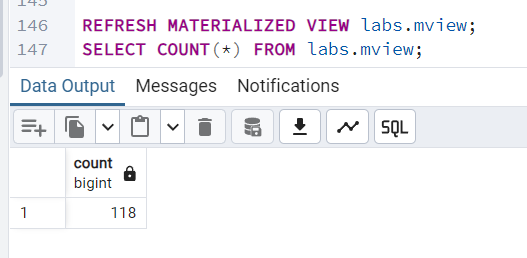 145
146 REFRESH MATERIALIZED VIEW labs.mview;
147 SELECT COUNT(*) FROM labs.mview;
Data Output Messages Notifications
SQL
count
bigint
1 118